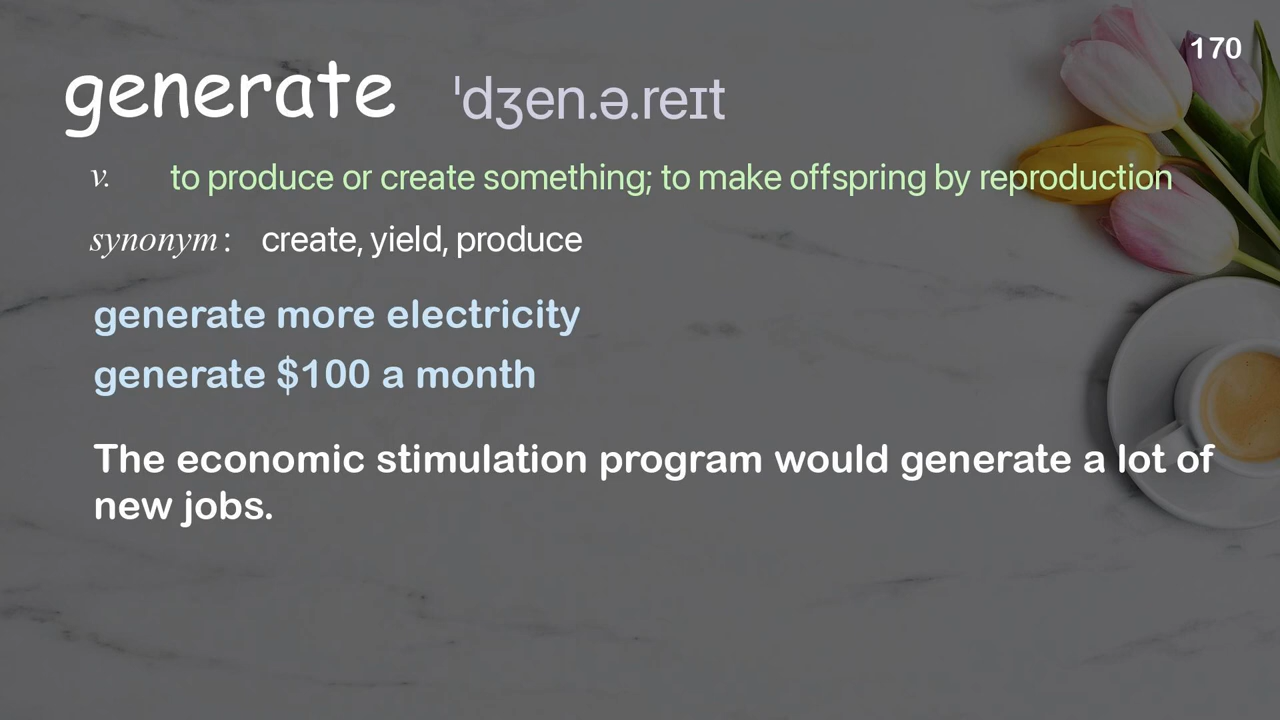 170
generate ˈdʒen.ə.reɪt
v. to produce or create something; to make offspring by reproduction
synonym: create, yield, produce
generate more electricity
generate $100 a month
The economic stimulation program would generate a lot of
new jobs.